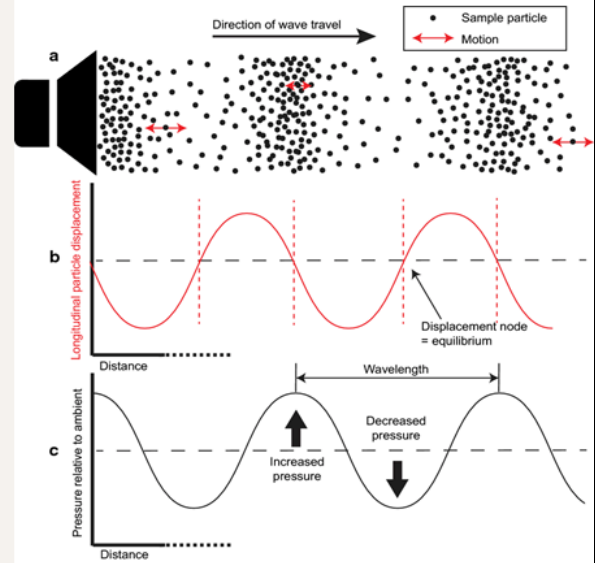 Direction of wave travel
Sample particle
Motion
a
Longitudinal particle displacement
b
Displacement node
= equilibrium
Distance
Pressure relative to ambient
c
Wavelength
Decreased
pressure
Increased
pressure
Distance